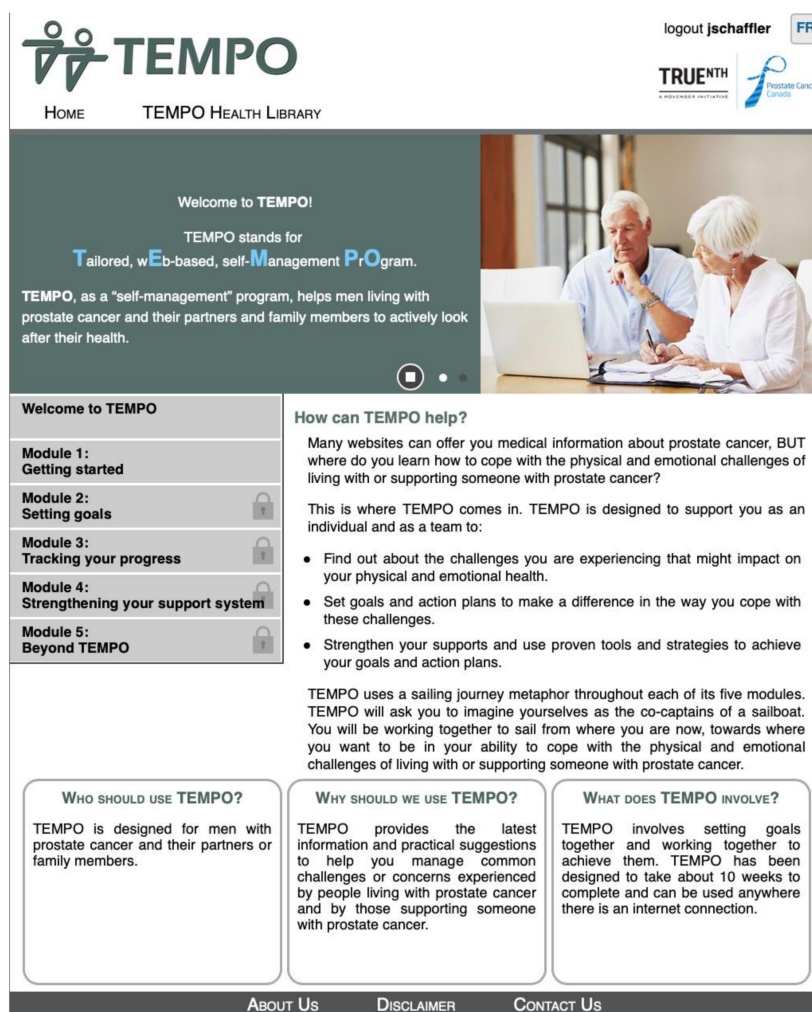 TEMPO
logout jschaffler
FR
TRUENTH
A MOVEMBER INITIATIVE
Prostate Canc
Canada
HOME
TEMPO HEALTH LIBRARY
Welcome to TEMPO!
TEMPO stands for
Tailored, wEb-based, self-Management PrOgram.
TEMPO, as a “self-management” program, helps men living with
prostate cancer and their partners and family members to actively look
after their health.
Welcome to TEMPO
Module 1:
Getting started
Module 2:
Setting goals
Module 3:
Tracking your progress
Module 4:
Strengthening your support system
Module 5:
Beyond TEMPO
How can TEMPO help?
Many websites can offer you medical information about prostate cancer, BUT
where do you learn how to cope with the physical and emotional challenges of
living with or supporting someone with prostate cancer?
This is where TEMPO comes in. TEMPO is designed to support you as an
individual and as a team to:
● Find out about the challenges you are experiencing that might impact on
your physical and emotional health.
● Set goals and action plans to make a difference in the way you cope with
these challenges.
● Strengthen your supports and use proven tools and strategies to achieve
your goals and action plans.
TEMPO uses a sailing journey metaphor throughout each of its five modules.
TEMPO will ask you to imagine yourselves as the co-captains of a sailboat.
You will be working together to sail from where you are now, towards where
you want to be in your ability to cope with the physical and emotional
challenges of living with or supporting someone with prostate cancer.
WHO SHOULD USE TEMPO?
TEMPO is designed for men with
prostate cancer and their partners or
family members.
WHY SHOULD WE USE TEMPO?
TEMPO provides the latest
information and practical suggestions
to help you manage common
challenges or concerns experienced
by people living with prostate cancer
and by those supporting someone
with prostate cancer.
WHAT DOES TEMPO INVOLVE?
TEMPO involves setting goals
together and working together to
achieve them. TEMPO has been
designed to take about 10 weeks to
complete and can be used anywhere
there is an internet connection.
ABOUT US
DISCLAIMER
CONTACT US